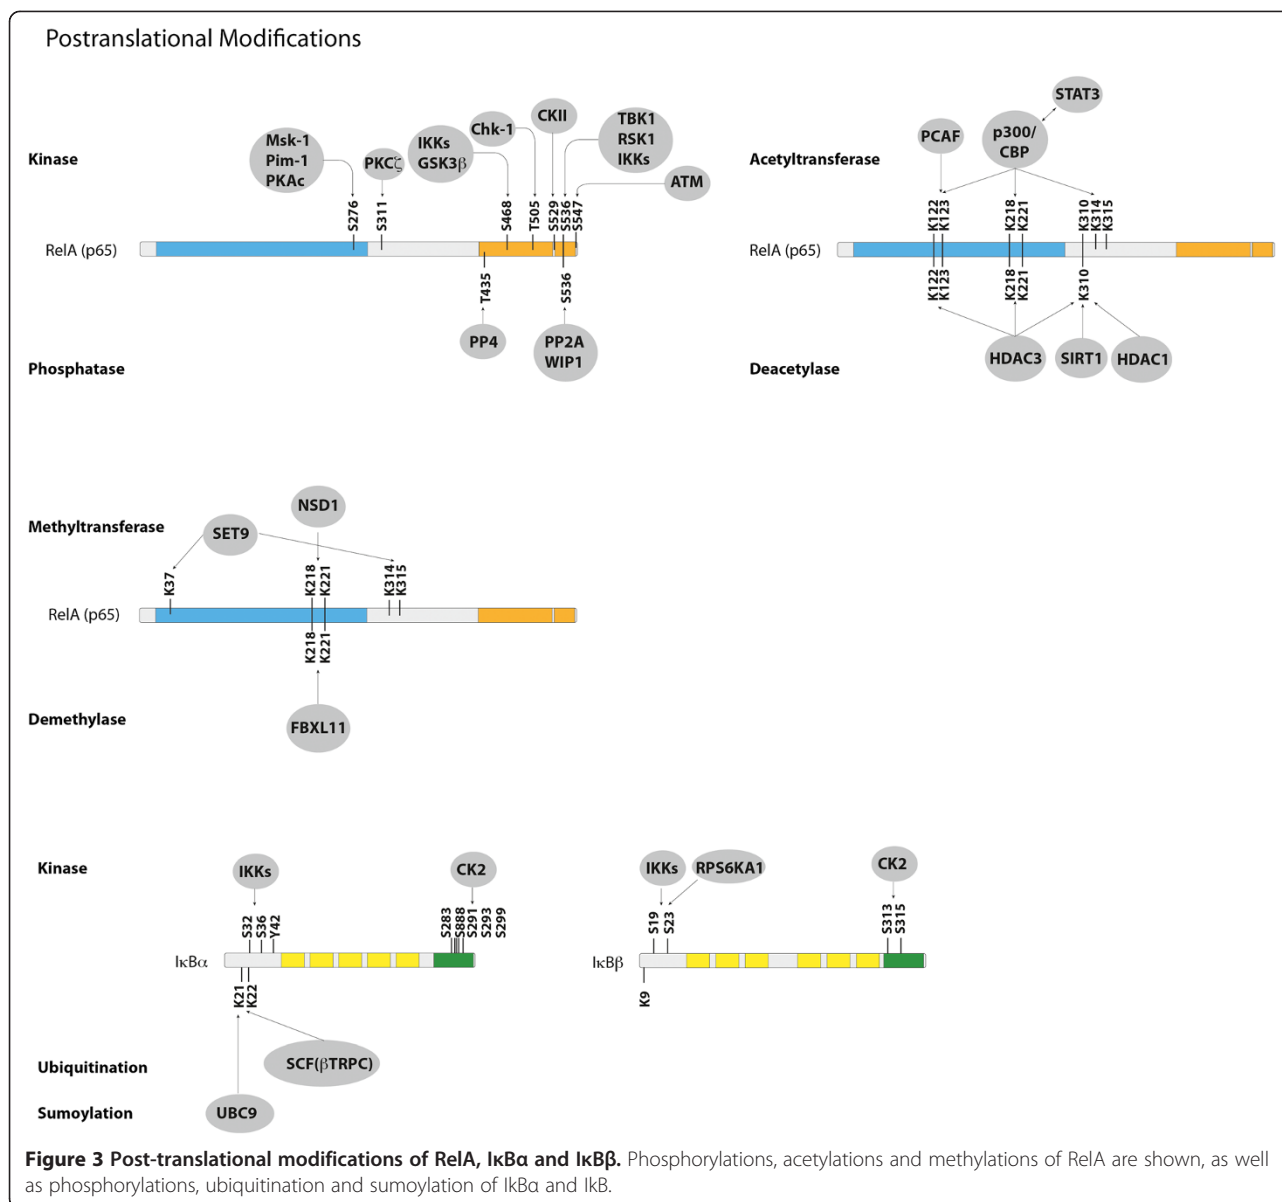 Postranslational Modifications
Kinase
Msk-1
Pim-1
PKAc
PKCζ
IKKs
GSK3β
Chk-1
CKII
TBK1
RSK1
IKKs
ATM
S276
S311
S468
T505
S529
S536
S547
RelA (p65)
T435
S536
PP4
PP2A
WIP1
Phosphatase
Acetyltransferase
PCAF
p300/
CBP
STAT3
K122
K123
K218
K221
K310
K314
K315
RelA (p65)
K122
K123
K218
K221
K310
HDAC3
SIRT1
HDAC1
Deacetylase
Methyltransferase
SET9
NSD1
K37
K218
K221
K314
K315
RelA (p65)
K218
K221
FBXL11
Demethylase
Kinase
IKKs
CK2
S32
S36
Y42
S283
S888
S291
S293
S299
IκBα
K21
K22
SCF(βTRPC)
Ubiquitination
UBC9
Sumoylation
IKKs
RPS6KA1
CK2
S19
S23
S313
S315
IκBβ
K9
Figure 3 Post-translational modifications of RelA, IκBα and IκBβ. Phosphorylations, acetylations and methylations of RelA are shown, as well
as phosphorylations, ubiquitination and sumoylation of IkBα and IkB.